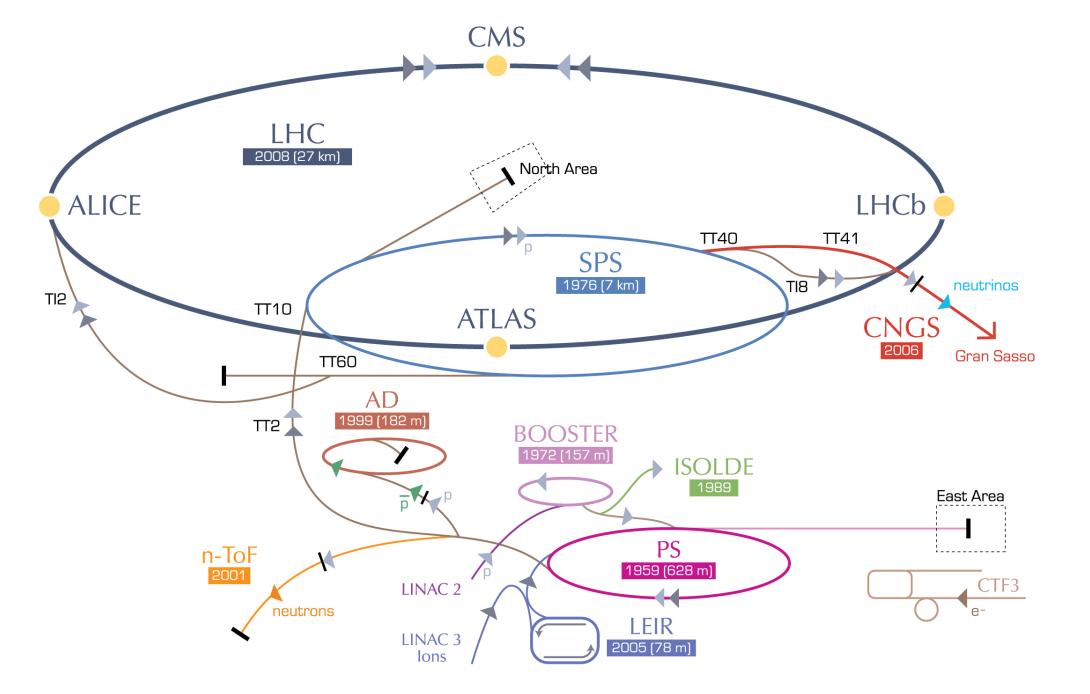 CMS
LHC
2008 (27 km)
North Area
ALICE
LHCb
TT40
TT41
p
SPS
1976 (7 km)
TI8
neutrinos
TI2
TT10
ATLAS
CNGS
2006
Gran Sasso
TT60
AD
1999 (182 m)
TT2
BOOSTER
1972 (157 m)
ISOLDE
1989
p̅
p
East Area
n-ToF
2001
PS
1959 (628 m)
p
LINAC 2
neutrons
CTF3
e-
LINAC 3
Ions
LEIR
2005 (78 m)